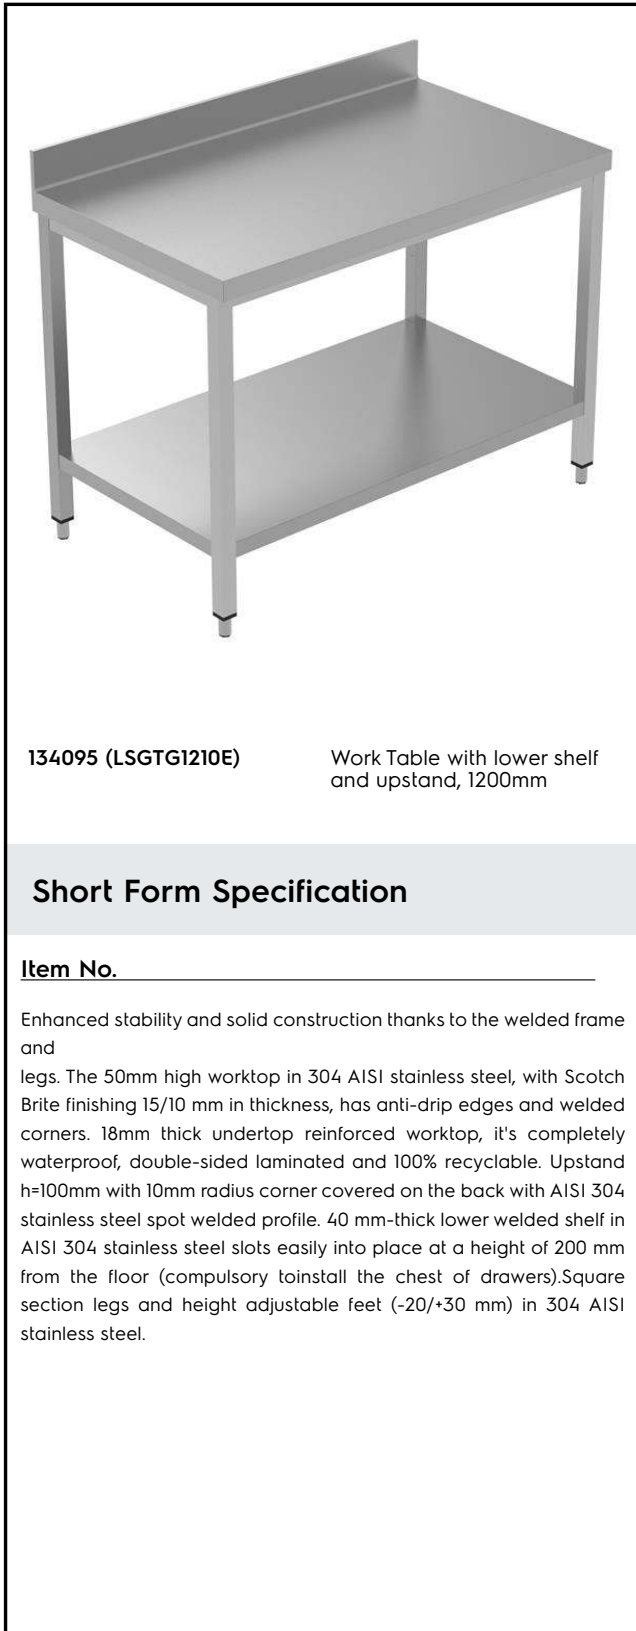 134095 (LSGTG1210E)
Work Table with lower shelf
and upstand, 1200mm
Short Form Specification
Item No.
Enhanced stability and solid construction thanks to the welded frame
and
legs. The 50mm high worktop in 304 AISI stainless steel, with Scotch
Brite finishing 15/10 mm in thickness, has anti-drip edges and welded
corners. 18mm thick undertop reinforced worktop, it's completely
waterproof, double-sided laminated and 100% recyclable. Upstand
h=100mm with 10mm radius corner covered on the back with AISI 304
stainless steel spot welded profile. 40 mm-thick lower welded shelf in
AISI 304 stainless steel slots easily into place at a height of 200 mm
from the floor (compulsory toinstall the chest of drawers).Square
section legs and height adjustable feet (-20/+30 mm) in 304 AISI
stainless steel.